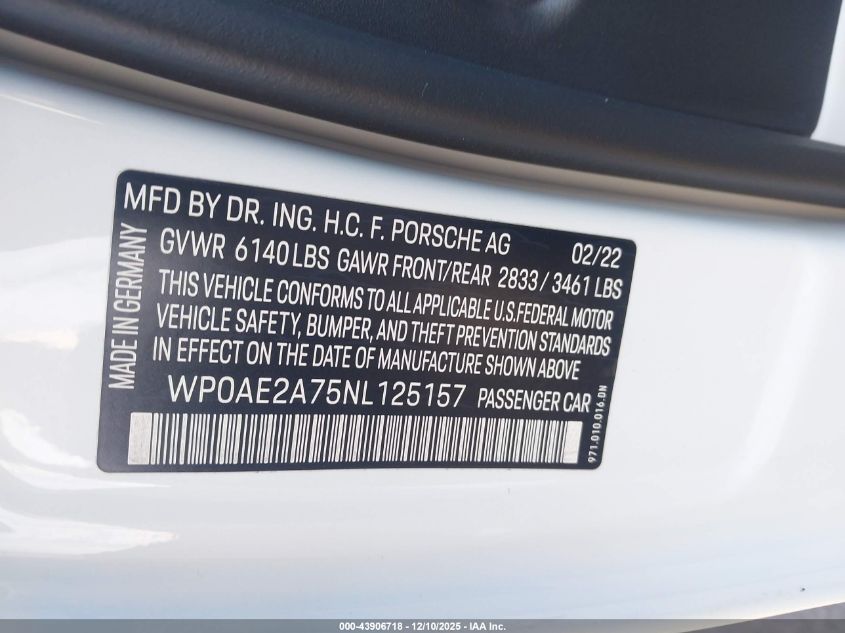 MFD BY DR. ING. H.C. F. PORSCHE AG 02/22
GVWR 6140 LBS GAWR FRONT/REAR 2833 / 3461 LBS
THIS VEHICLE CONFORMS TO ALL APPLICABLE U.S. FEDERAL MOTOR
VEHICLE SAFETY, BUMPER, AND THEFT PREVENTION STANDARDS
IN EFFECT ON THE DATE OF MANUFACTURE SHOWN ABOVE
WP0AE2A75NL125157 PASSENGER CAR
MADE IN GERMANY
971.010.016.DN
000-43906718 - 12/10/2025 - IAA Inc.